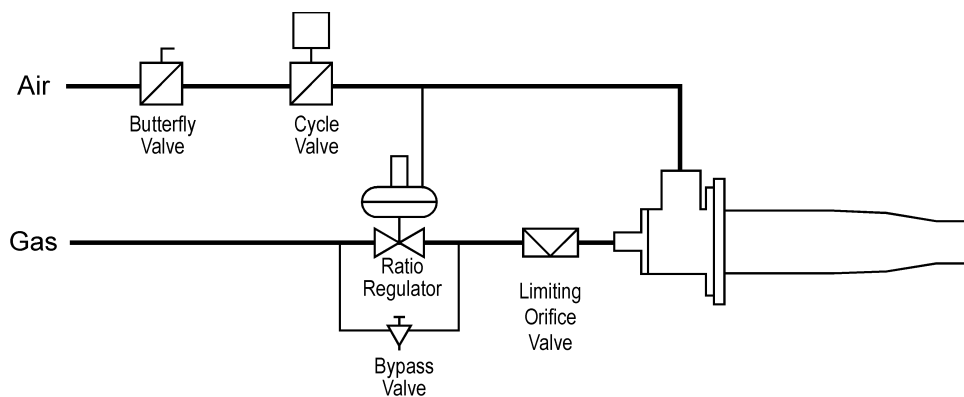 Air
Butterfly
Valve
Cycle
Valve
Gas
Ratio
Regulator
Limiting
Orifice
Valve
Bypass
Valve